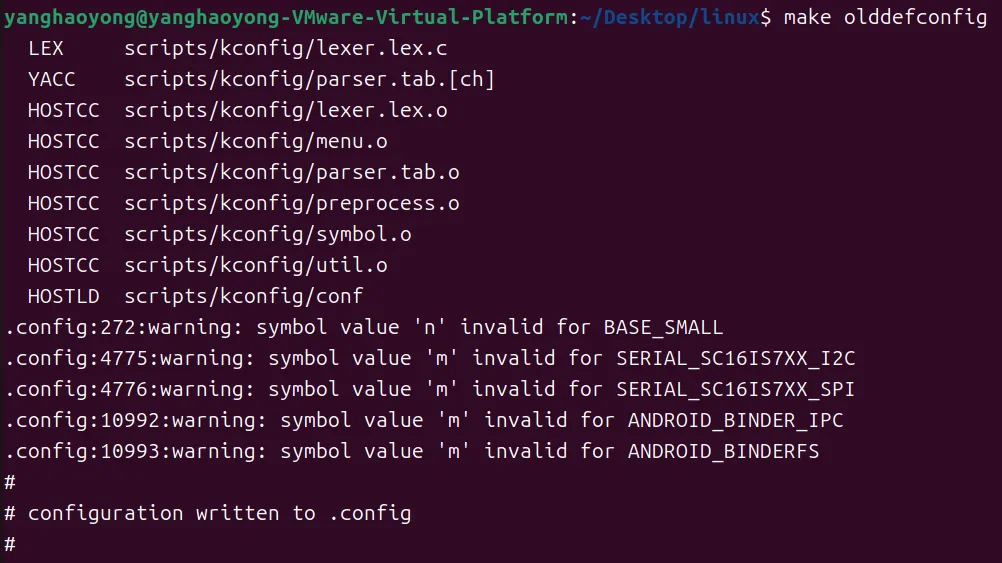 yanghaoyong@yanghaoyong-VMware-Virtual-Platform:~/Desktop/linux$ make olddefconfig
  LEX     scripts/kconfig/lexer.lex.c
  YACC    scripts/kconfig/parser.tab.[ch]
  HOSTCC  scripts/kconfig/lexer.lex.o
  HOSTCC  scripts/kconfig/menu.o
  HOSTCC  scripts/kconfig/parser.tab.o
  HOSTCC  scripts/kconfig/preprocess.o
  HOSTCC  scripts/kconfig/symbol.o
  HOSTCC  scripts/kconfig/util.o
  HOSTLD  scripts/kconfig/conf
.config:272:warning: symbol value 'n' invalid for BASE_SMALL
.config:4775:warning: symbol value 'm' invalid for SERIAL_SC16IS7XX_I2C
.config:4776:warning: symbol value 'm' invalid for SERIAL_SC16IS7XX_SPI
.config:10992:warning: symbol value 'm' invalid for ANDROID_BINDER_IPC
.config:10993:warning: symbol value 'm' invalid for ANDROID_BINDERFS
#
# configuration written to .config
#